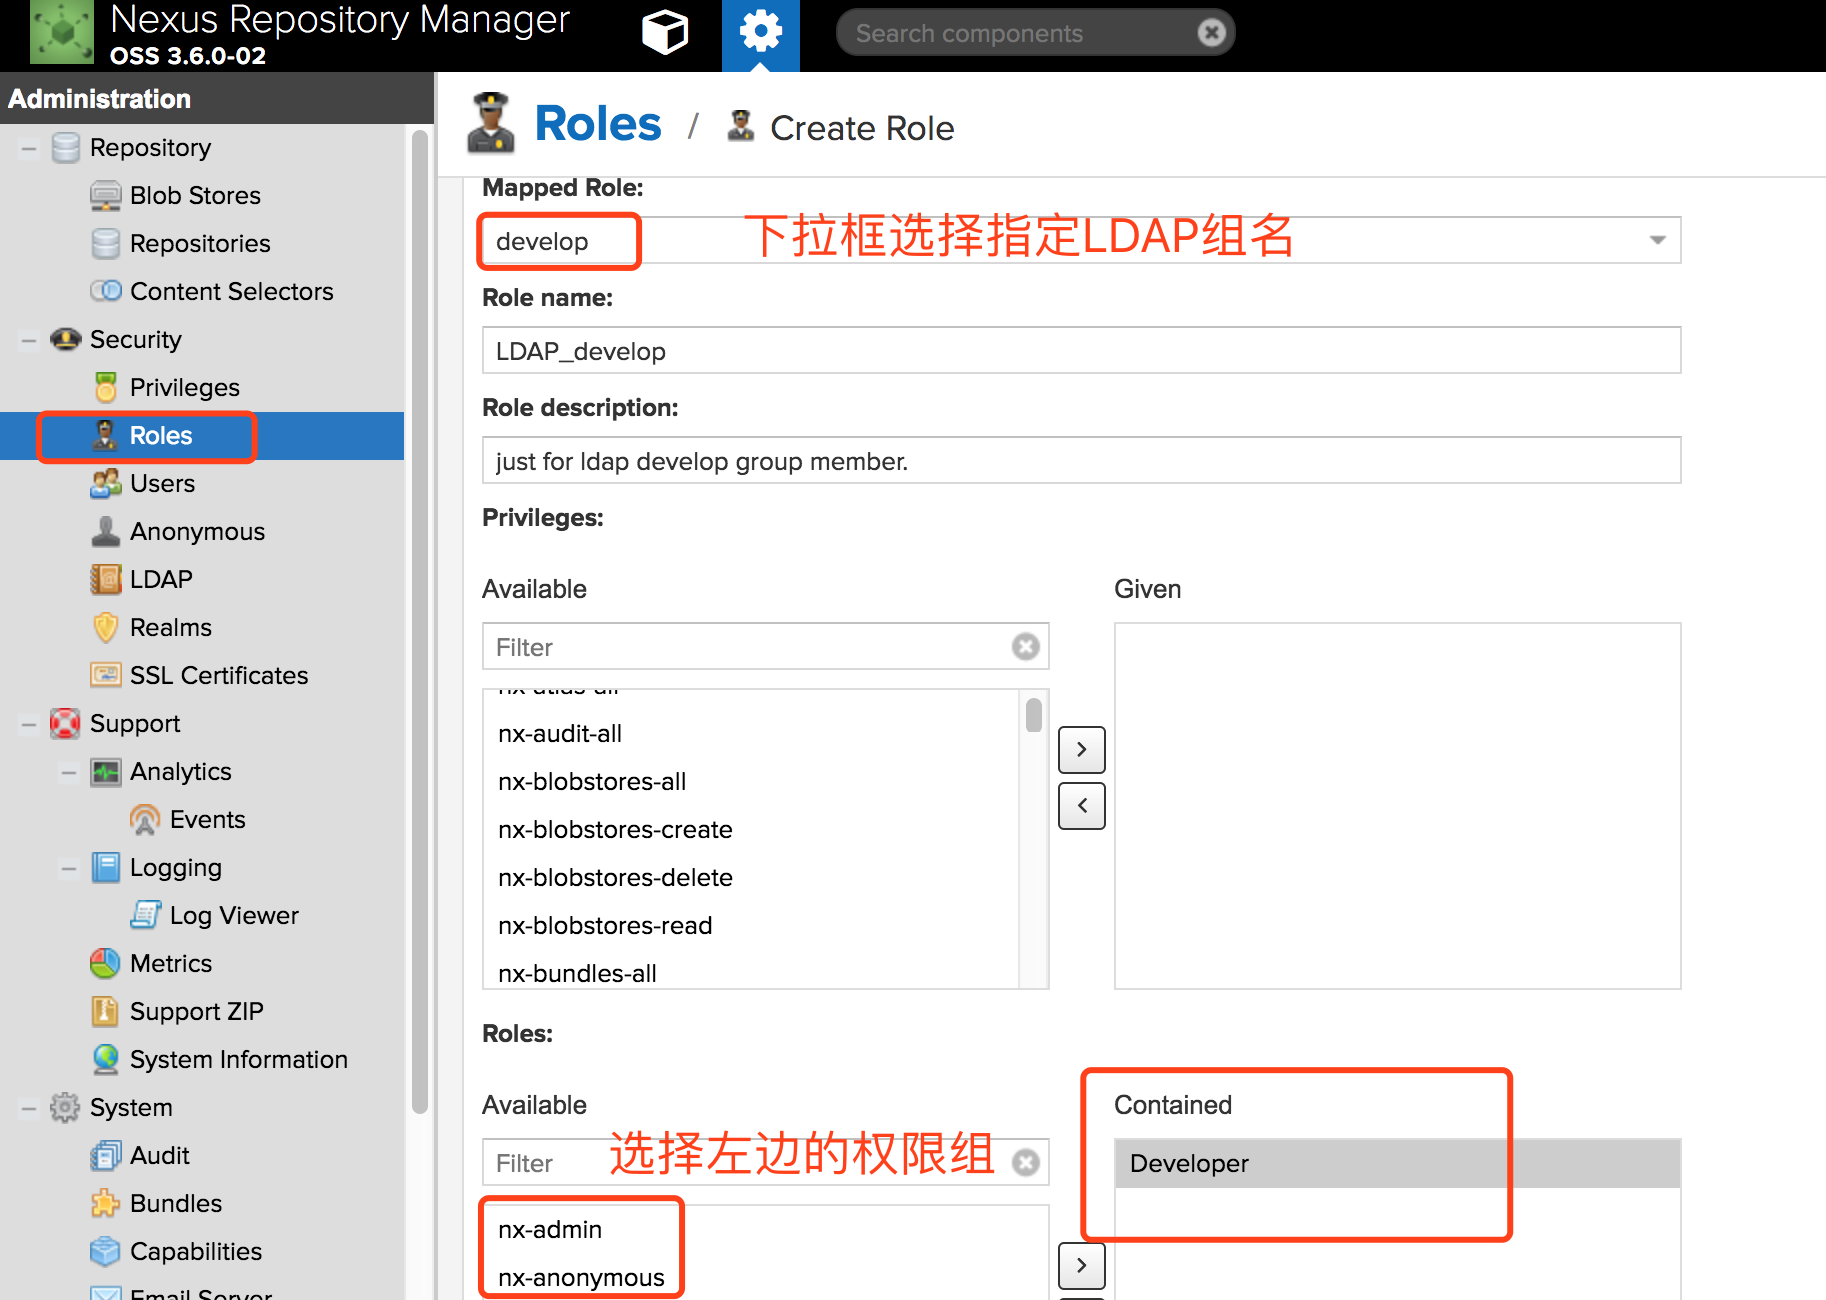 Nexus Repository Manager
OSS 3.6.0-02
Search components
Administration
Repository
Blob Stores
Repositories
Content Selectors
Security
Privileges
Roles
Users
Anonymous
LDAP
Realms
SSL Certificates
Support
Analytics
Events
Logging
Log Viewer
Metrics
Support ZIP
System Information
System
Audit
Bundles
Capabilities
Email Server
Roles / Create Role
Mapped Role:
develop 下拉框选择指定LDAP组名
Role name:
LDAP_develop
Role description:
just for ldap develop group member.
Privileges:
Available
Filter
nx-atlas-all
nx-audit-all
nx-blobstores-all
nx-blobstores-create
nx-blobstores-delete
nx-blobstores-read
nx-bundles-all
Given
Roles:
Available
Filter 选择左边的权限组
nx-admin
nx-anonymous
Contained
Developer